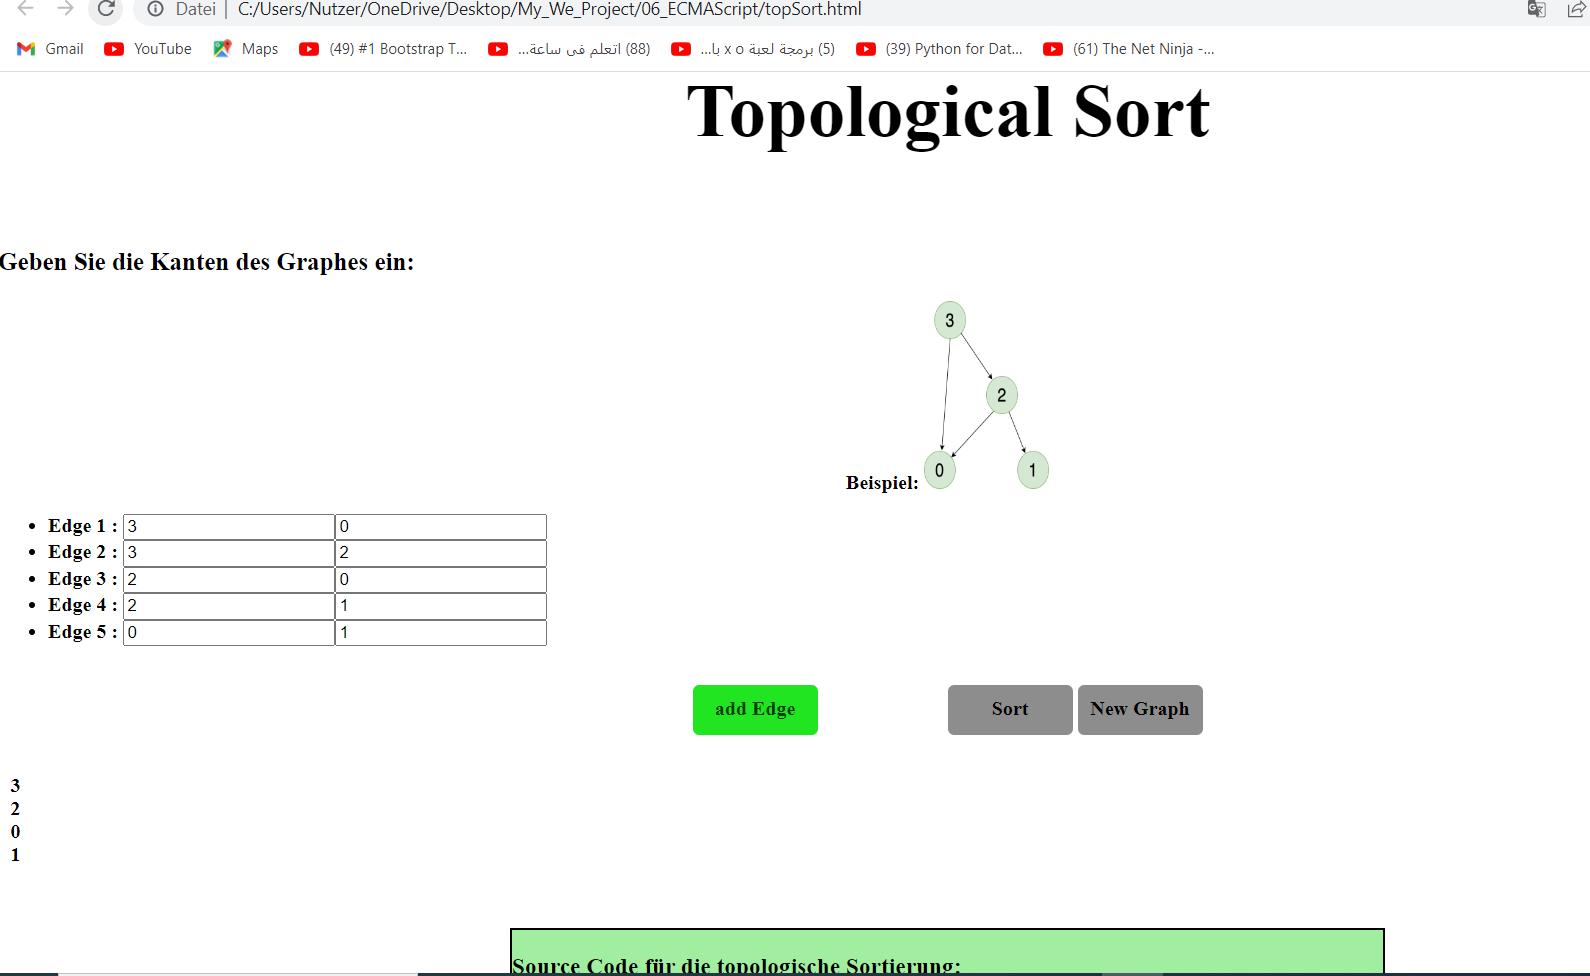 Datei | C:/Users/Nutzer/OneDrive/Desktop/My_We_Project/06_ECMAScript/topSort.html
Gmail YouTube Maps (49) #1 Bootstrap T... (88) اتعلم فى ساعة... (5) برمجة لعبة x o با... (39) Python for Dat... (61) The Net Ninja -...
Topological Sort
Geben Sie die Kanten des Graphes ein:
3
2
0 1
Beispiel:
• Edge 1 : 3 0
• Edge 2 : 3 2
• Edge 3 : 2 0
• Edge 4 : 2 1
• Edge 5 : 0 1
add Edge Sort New Graph
3
2
0
1
Source Code für die topologische Sortierung: